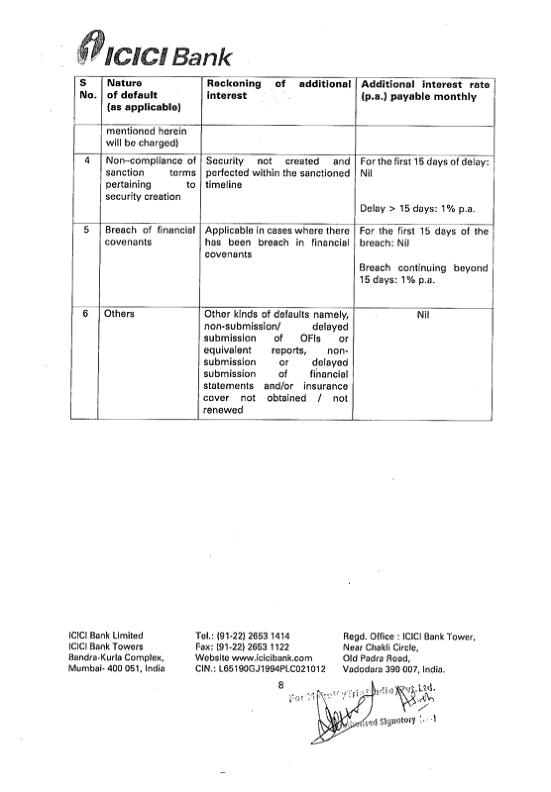 ICICI Bank
S No. Nature of default (as applicable) Reckoning of additional interest Additional interest rate (p.a.) payable monthly
mentioned herein
will be charged)
4 Non-compliance of sanction terms pertaining to security creation
Security not created and perfected within the sanctioned timeline
For the first 15 days of delay: Nil
Delay > 15 days: 1% p.a.
5 Breach of financial covenants
Applicable in cases where there has been breach in financial covenants
For the first 15 days of the breach: Nil
Breach continuing beyond 15 days: 1% p.a.
6 Others
Other kinds of defaults namely,
non-submission/ delayed
submission of OFIs or
equivalent reports, non-
submission or delayed
submission of financial
statements and/or insurance
cover not obtained / not
renewed
Nil
ICICI Bank Limited
ICICI Bank Towers
Bandra-Kurla Complex,
Mumbai- 400 051, India
Tel.: (91-22) 2653 1414
Fax: (91-22) 2653 1122
Website www.icicibank.com
CIN.: L65190GJ1994PLC021012
Regd. Office : ICICI Bank Tower,
Near Chakli Circle,
Old Padra Road,
Vadodara 390 007, India.
8
For India Pvt. Ltd.
Signatory